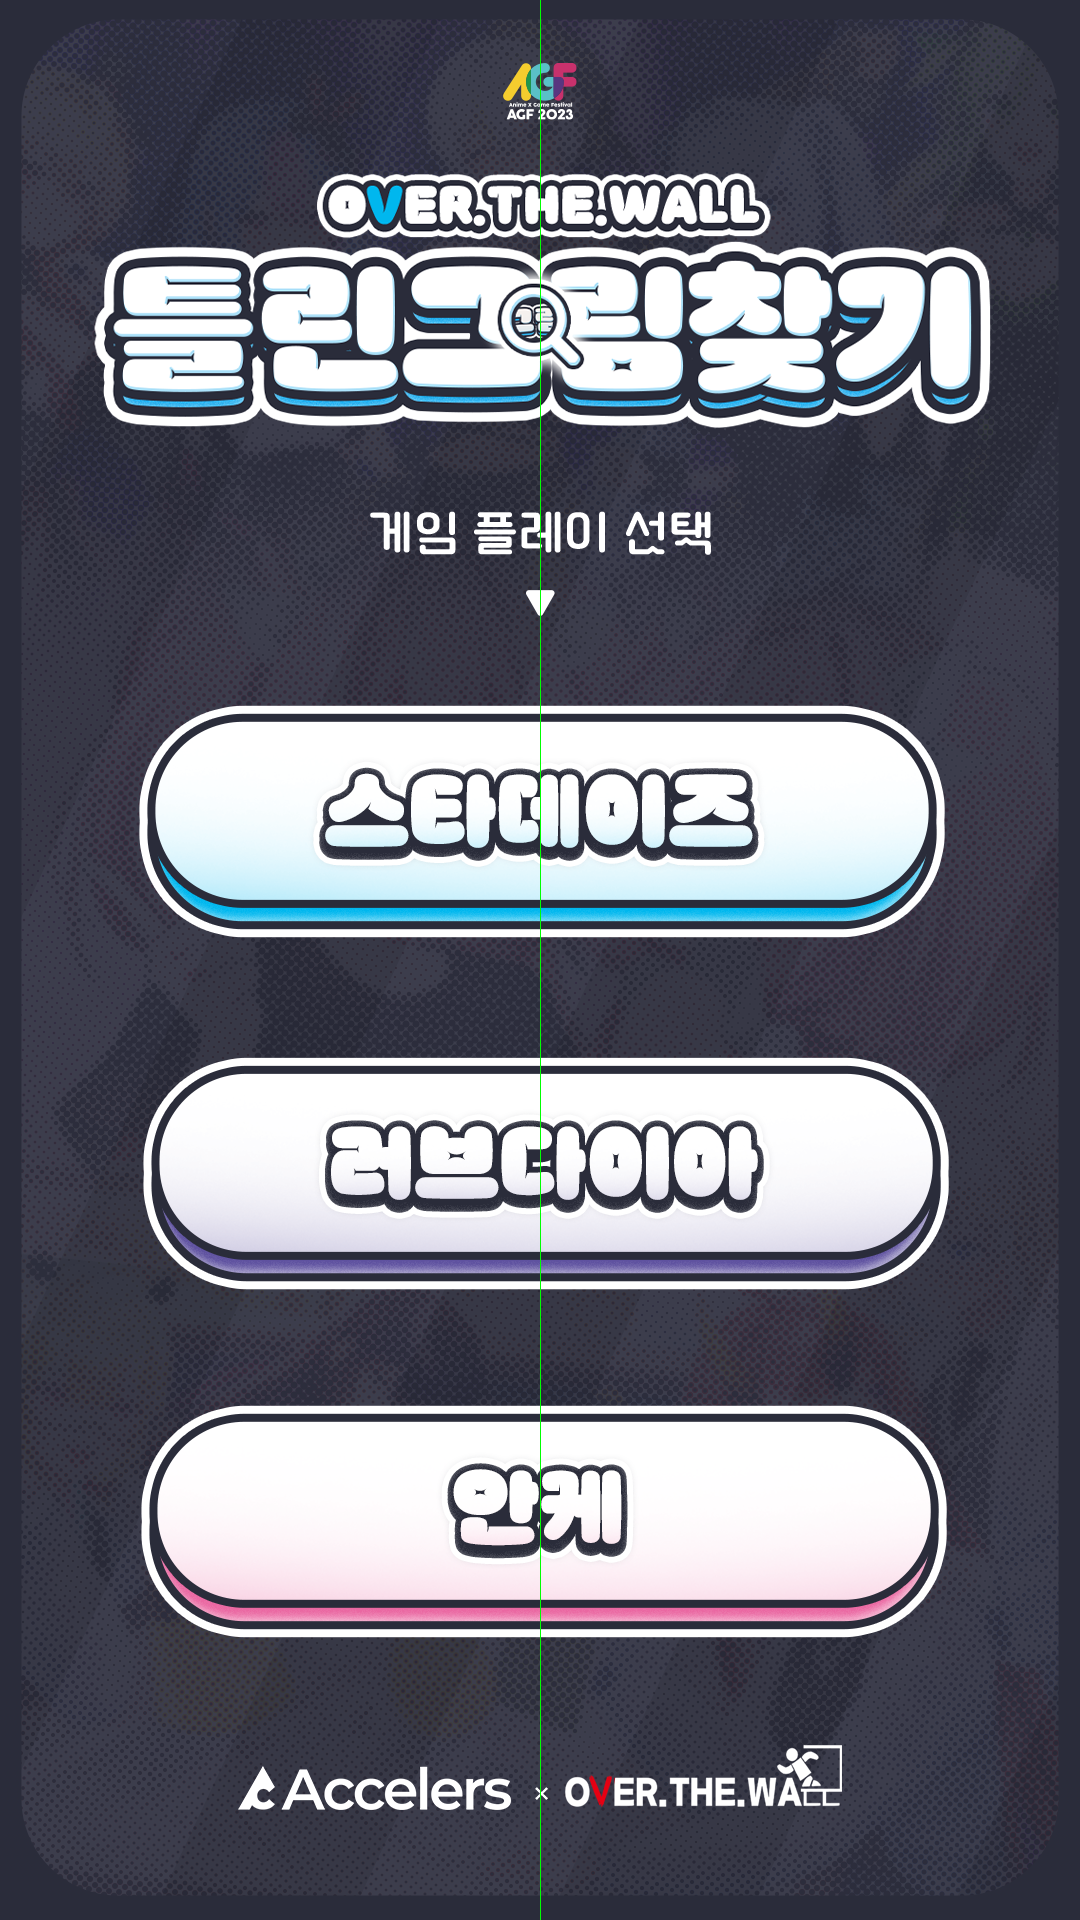 AGF
Anime X Game Festival
AGF 2023
OVER.THE.WALL
틀린그림찾기
게임 플레이 선택
스타데이즈
러브다이아
안케
Accelers × OVER.THE.WALL